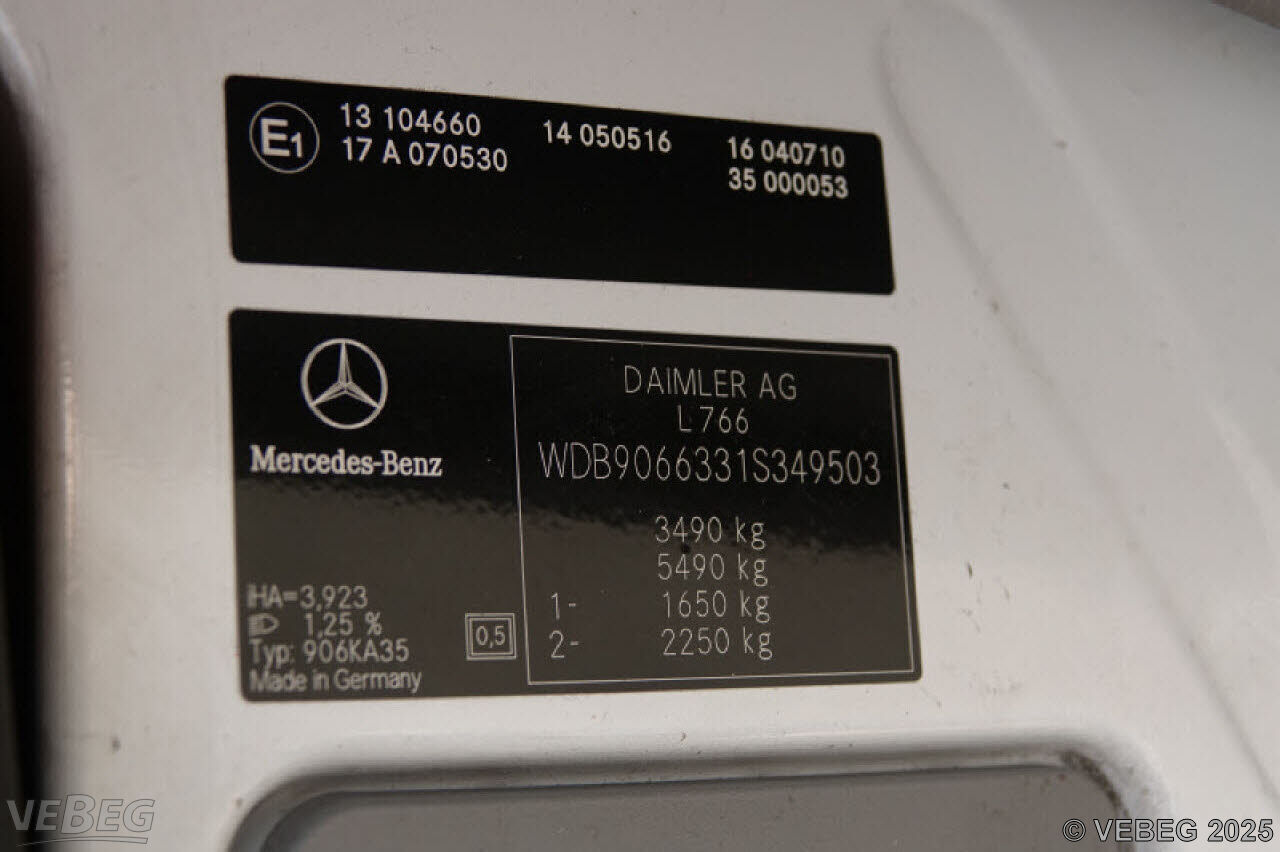 E1
13 104660 14 050516 16 040710
17 A 070530 35 000053
Mercedes-Benz
DAIMLER AG
L 766
WDB9066331S349503
3490 kg
5490 kg
1- 1650 kg
2- 2250 kg
iHA=3,923
1,25 %
Typ: 906KA35
Made in Germany
0,5
VEBEG
© VEBEG 2025